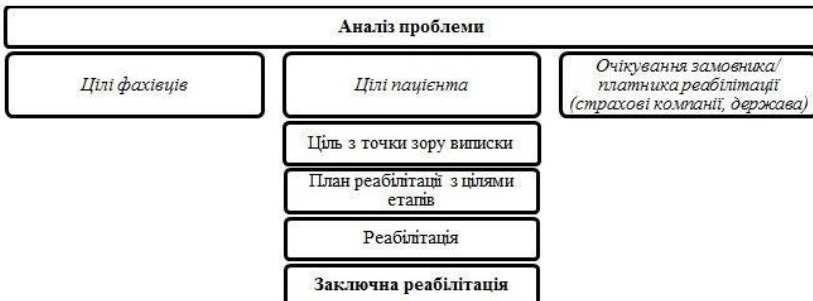 Аналіз проблеми
Цілі фахівців
Цілі пацієнта
Очікування замовника/
платника реабілітації
(страхові компанії, держава)
Ціль з точки зору виписки
План реабілітації з цілями
етапів
Реабілітація
Заключна реабілітація